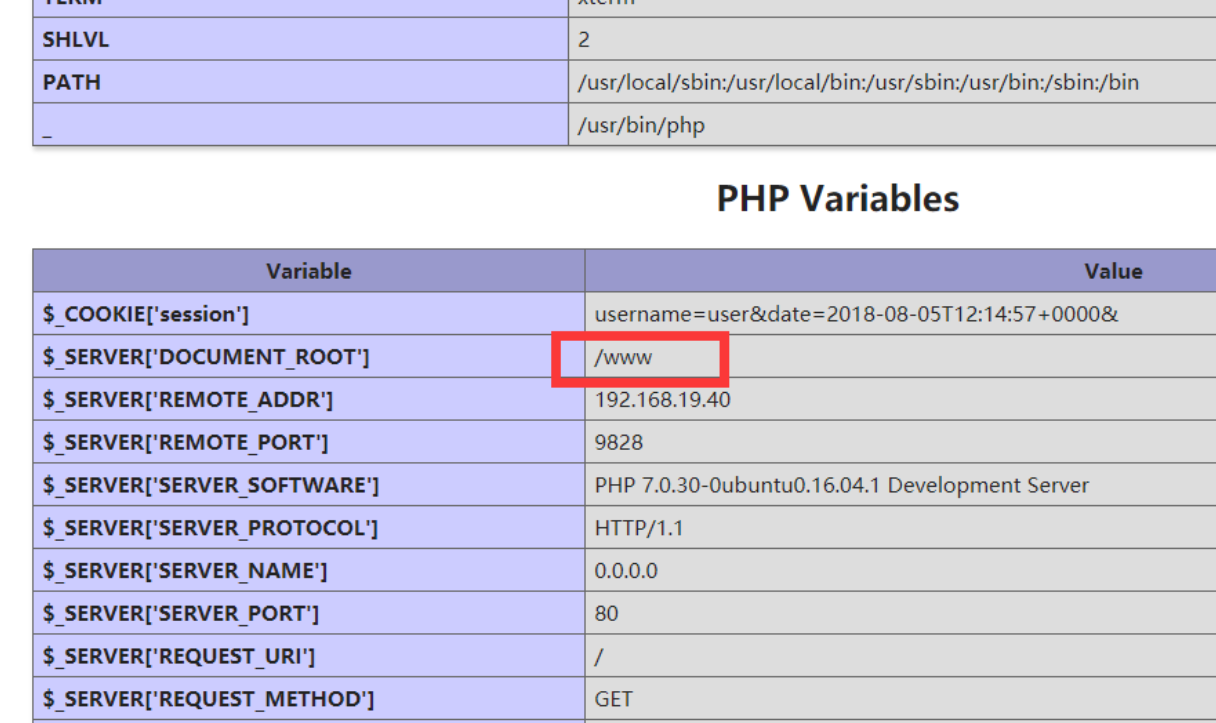 TERM xterm
SHLVL 2
PATH /usr/local/sbin:/usr/local/bin:/usr/sbin:/usr/bin:/sbin:/bin
_ /usr/bin/php
PHP Variables
Variable Value
$_COOKIE['session'] username=user&date=2018-08-05T12:14:57+0000&
$_SERVER['DOCUMENT_ROOT'] /www
$_SERVER['REMOTE_ADDR'] 192.168.19.40
$_SERVER['REMOTE_PORT'] 9828
$_SERVER['SERVER_SOFTWARE'] PHP 7.0.30-0ubuntu0.16.04.1 Development Server
$_SERVER['SERVER_PROTOCOL'] HTTP/1.1
$_SERVER['SERVER_NAME'] 0.0.0.0
$_SERVER['SERVER_PORT'] 80
$_SERVER['REQUEST_URI'] /
$_SERVER['REQUEST_METHOD'] GET